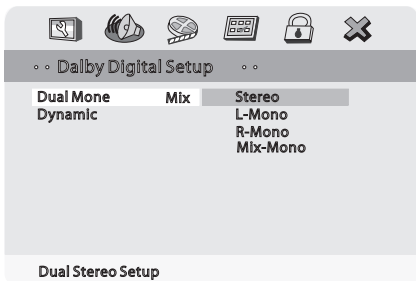 Dalby Digital Setup
Dual Mone Mix Stereo
Dynamic L-Mono
R-Mono
Mix-Mono
Dual Stereo Setup